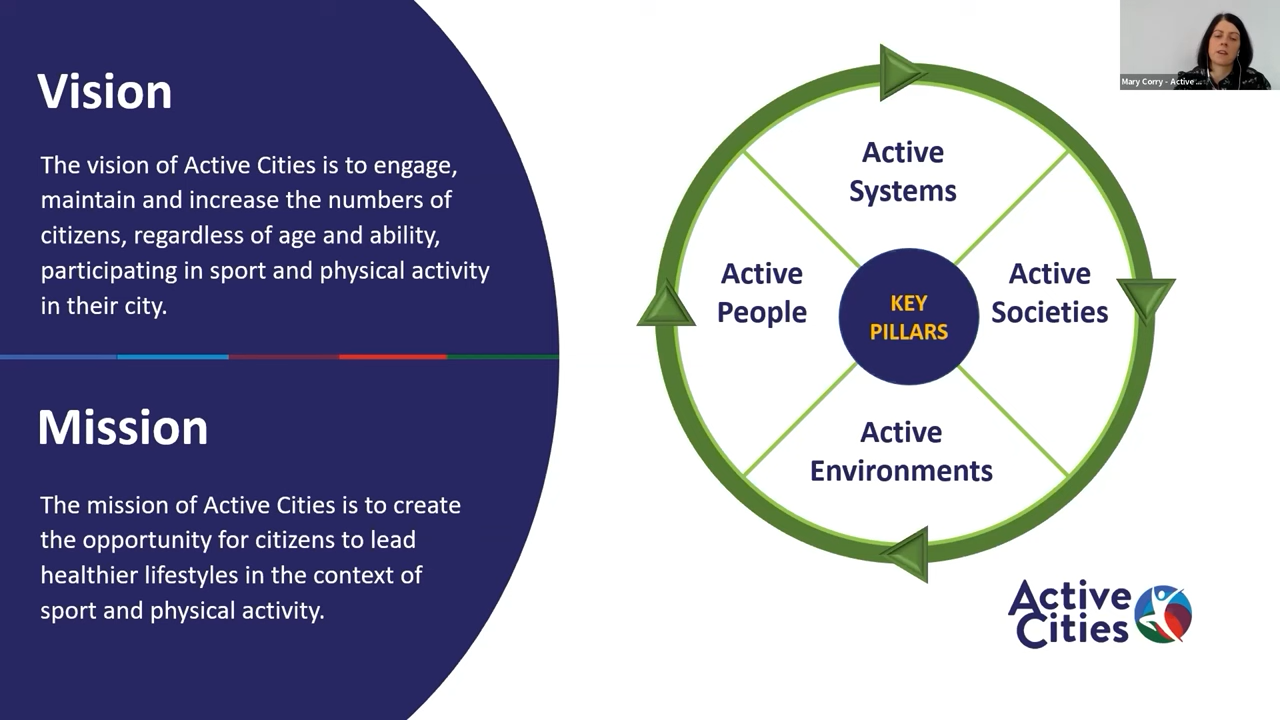 Vision
The vision of Active Cities is to engage,
maintain and increase the numbers of
citizens, regardless of age and ability,
participating in sport and physical activity
in their city.
Mission
The mission of Active Cities is to create
the opportunity for citizens to lead
healthier lifestyles in the context of
sport and physical activity.
Active
Systems
Active
People
KEY
PILLARS
Active
Societies
Active
Environments
Active
Cities
Mary Corry - Active ...